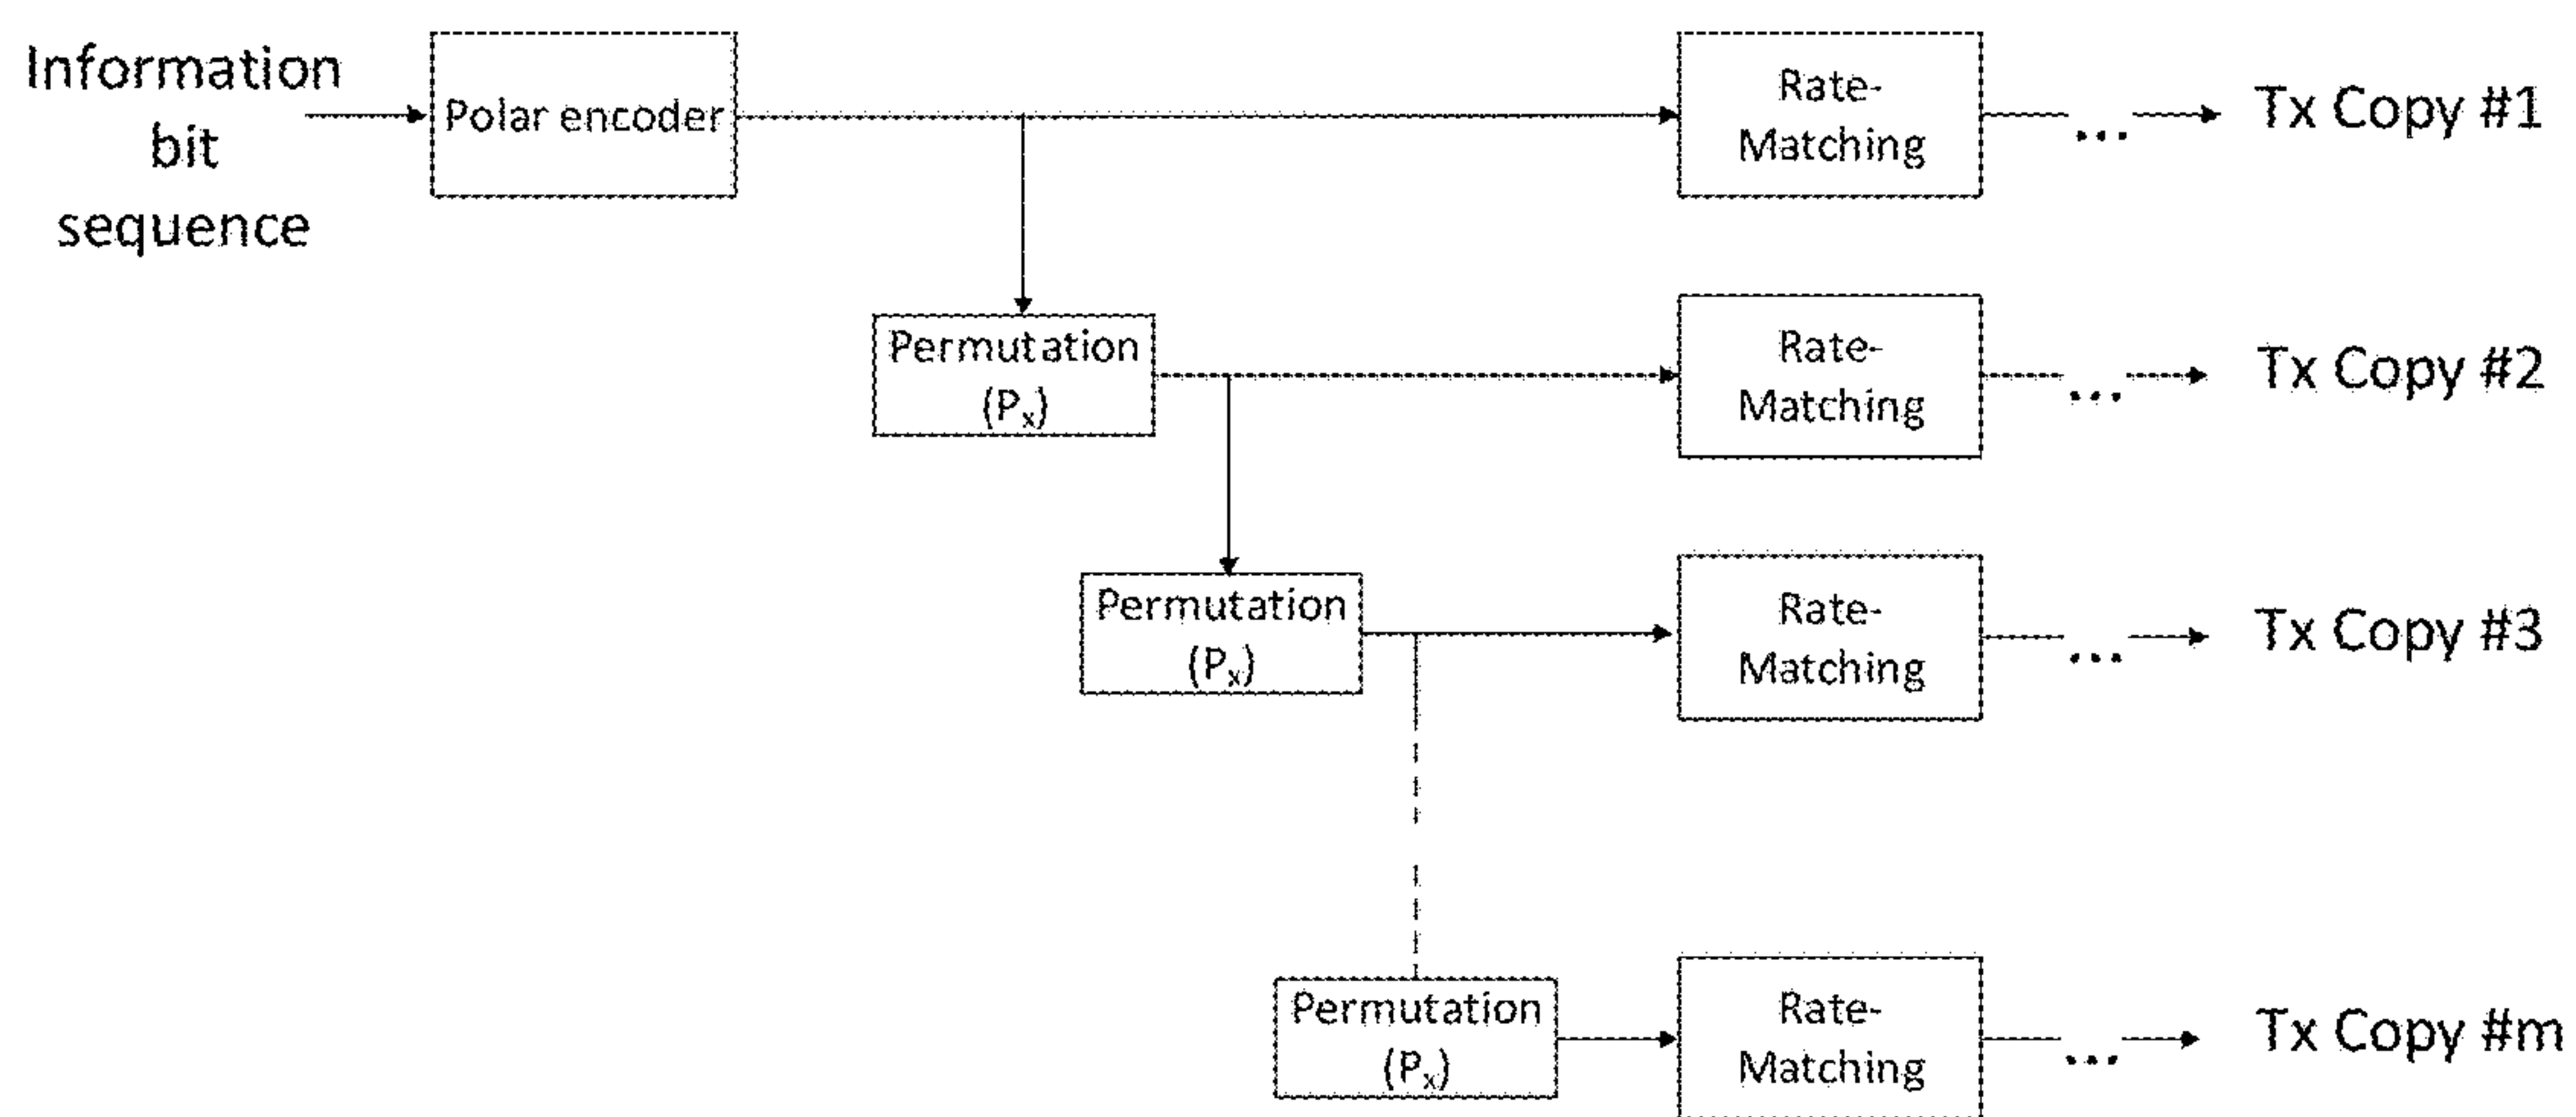 Information
bit
sequence
Polar encoder
Rate-
Matching
...
Tx Copy #1
Permutation
(Px)
Rate-
Matching
...
Tx Copy #2
Permutation
(Px)
Rate-
Matching
...
Tx Copy #3
Permutation
(Px)
Rate-
Matching
...
Tx Copy #m